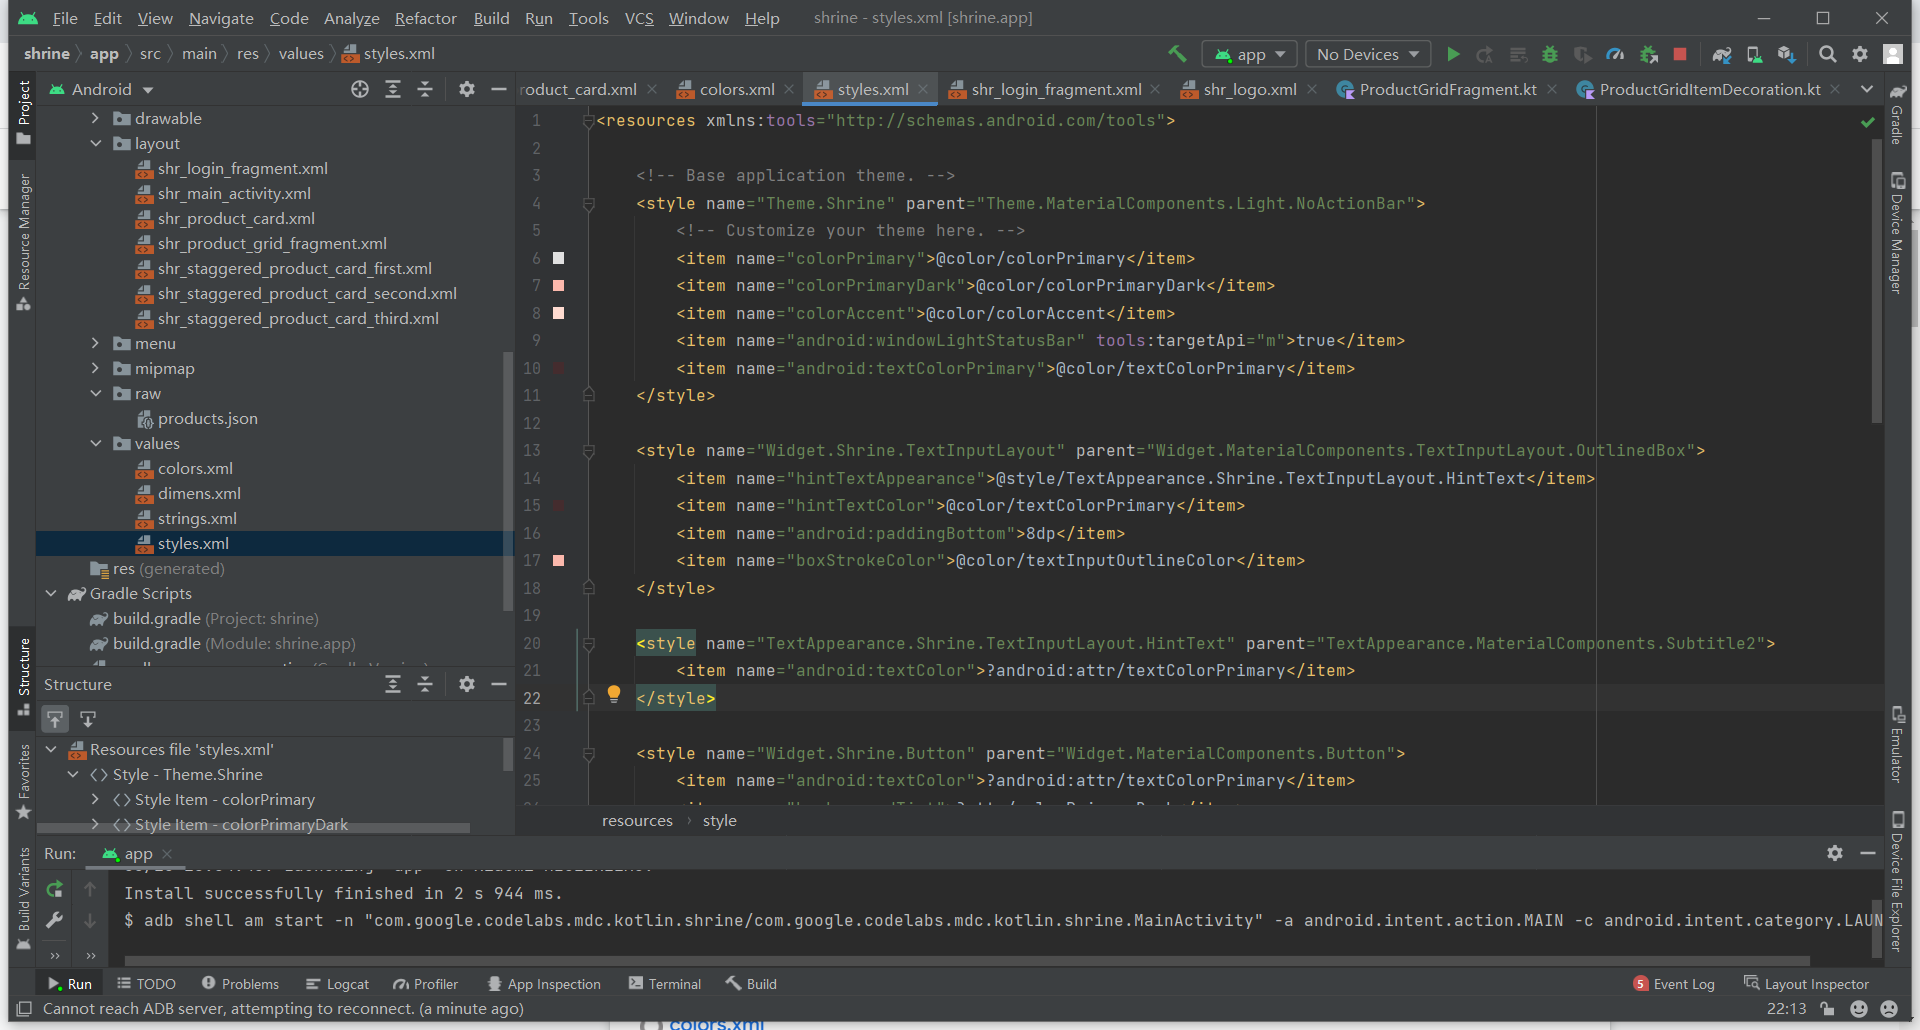 File Edit View Navigate Code Analyze Refactor Build Run Tools VCS Window Help shrine - styles.xml [shrine.app]
shrine app src main res values styles.xml app No Devices
Android
roduct_card.xml colors.xml styles.xml shr_login_fragment.xml shr_logo.xml ProductGridFragment.kt ProductGridItemDecoration.kt
Project
Resource Manager
Structure
Favorites
Build Variants
drawable
layout
shr_login_fragment.xml
shr_main_activity.xml
shr_product_card.xml
shr_product_grid_fragment.xml
shr_staggered_product_card_first.xml
shr_staggered_product_card_second.xml
shr_staggered_product_card_third.xml
menu
mipmap
raw
products.json
values
colors.xml
dimens.xml
strings.xml
styles.xml
res (generated)
Gradle Scripts
build.gradle (Project: shrine)
build.gradle (Module: shrine.app)
Structure
Resources file 'styles.xml'
<> Style - Theme.Shrine
<> Style Item - colorPrimary
<> Style Item - colorPrimaryDark
1 <resources xmlns:tools="http://schemas.android.com/tools">
2
3 <!-- Base application theme. -->
4 <style name="Theme.Shrine" parent="Theme.MaterialComponents.Light.NoActionBar">
5 <!-- Customize your theme here. -->
6 <item name="colorPrimary">@color/colorPrimary</item>
7 <item name="colorPrimaryDark">@color/colorPrimaryDark</item>
8 <item name="colorAccent">@color/colorAccent</item>
9 <item name="android:windowLightStatusBar" tools:targetApi="m">true</item>
10 <item name="android:textColorPrimary">@color/textColorPrimary</item>
11 </style>
12
13 <style name="Widget.Shrine.TextInputLayout" parent="Widget.MaterialComponents.TextInputLayout.OutlinedBox">
14 <item name="hintTextAppearance">@style/TextAppearance.Shrine.TextInputLayout.HintText</item>
15 <item name="hintTextColor">@color/textColorPrimary</item>
16 <item name="android:paddingBottom">8dp</item>
17 <item name="boxStrokeColor">@color/textInputOutlineColor</item>
18 </style>
19
20 <style name="TextAppearance.Shrine.TextInputLayout.HintText" parent="TextAppearance.MaterialComponents.Subtitle2">
21 <item name="android:textColor">?android:attr/textColorPrimary</item>
22 </style>
23
24 <style name="Widget.Shrine.Button" parent="Widget.MaterialComponents.Button">
25 <item name="android:textColor">?android:attr/textColorPrimary</item>
resources › style
Gradle
Device Manager
Emulator
Device File Explorer
Run: app
Install successfully finished in 2 s 944 ms.
$ adb shell am start -n "com.google.codelabs.mdc.kotlin.shrine/com.google.codelabs.mdc.kotlin.shrine.MainActivity" -a android.intent.action.MAIN -c android.intent.category.LAUN
Run TODO Problems Logcat Profiler App Inspection Terminal Build 5 Event Log Layout Inspector
Cannot reach ADB server, attempting to reconnect. (a minute ago) 22:13
colors.xml